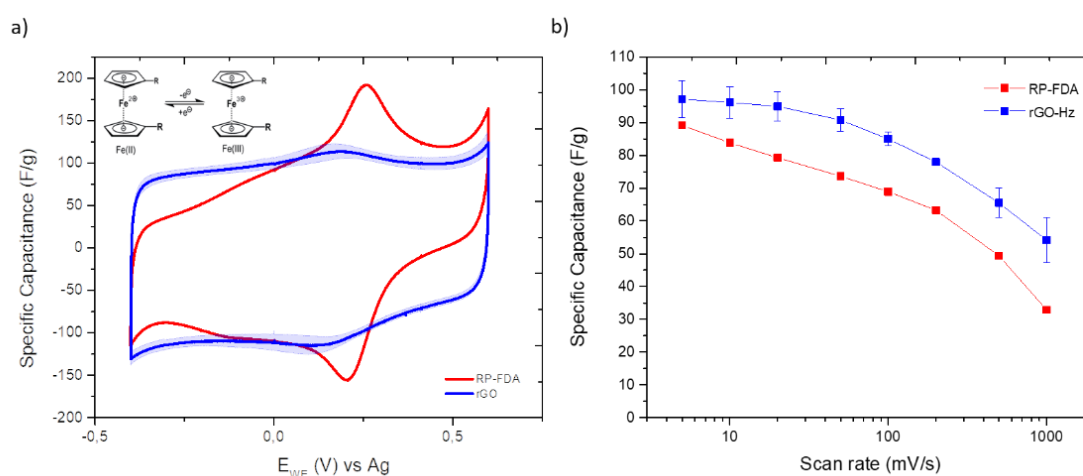 a)
b)
Specific Capacitance (F/g)
200
150
100
50
0
-50
-100
-150
-200
-0,5
0,0
0,5
E_WE (V) vs Ag
R
Fe²⊕
R
Fe(II)
-e⊖
+e⊖
R
Fe³⊕
R
Fe(III)
RP-FDA
rGO
Specific Capacitance (F/g)
110
100
90
80
70
60
50
40
30
20
10
0
10
100
1000
Scan rate (mV/s)
RP-FDA
rGO-Hz